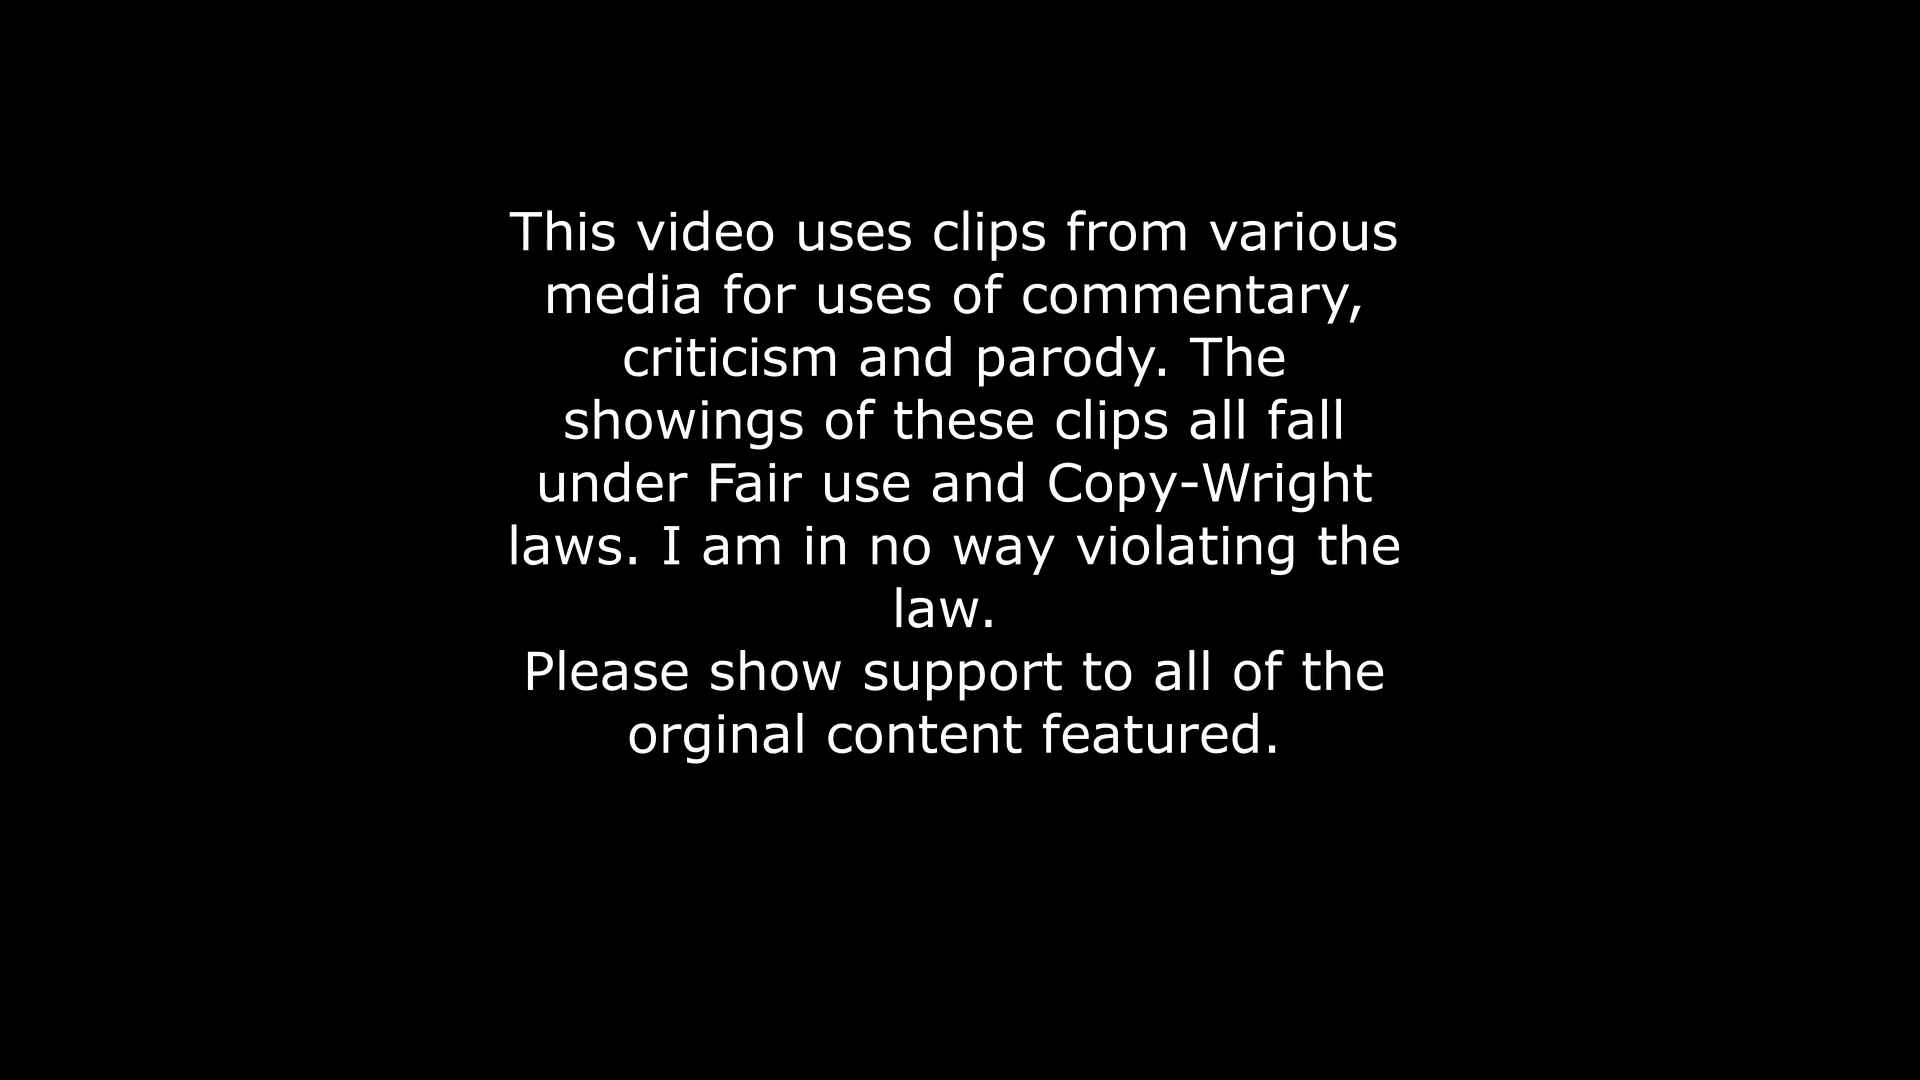 This video uses clips from various
media for uses of commentary,
criticism and parody. The
showings of these clips all fall
under Fair use and Copy-Wright
laws. I am in no way violating the
law.
Please show support to all of the
orginal content featured.